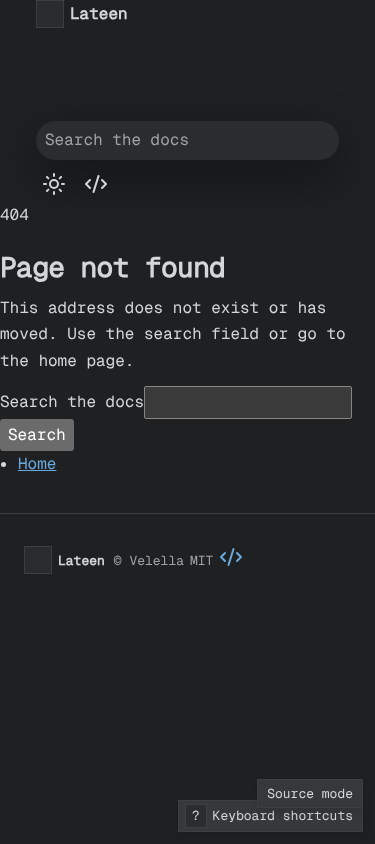 Lateen
Search the docs
404
Page not found
This address does not exist or has
moved. Use the search field or go to
the home page.
Search the docs
Search
Home
Lateen © Velella MIT
Source mode
? Keyboard shortcuts